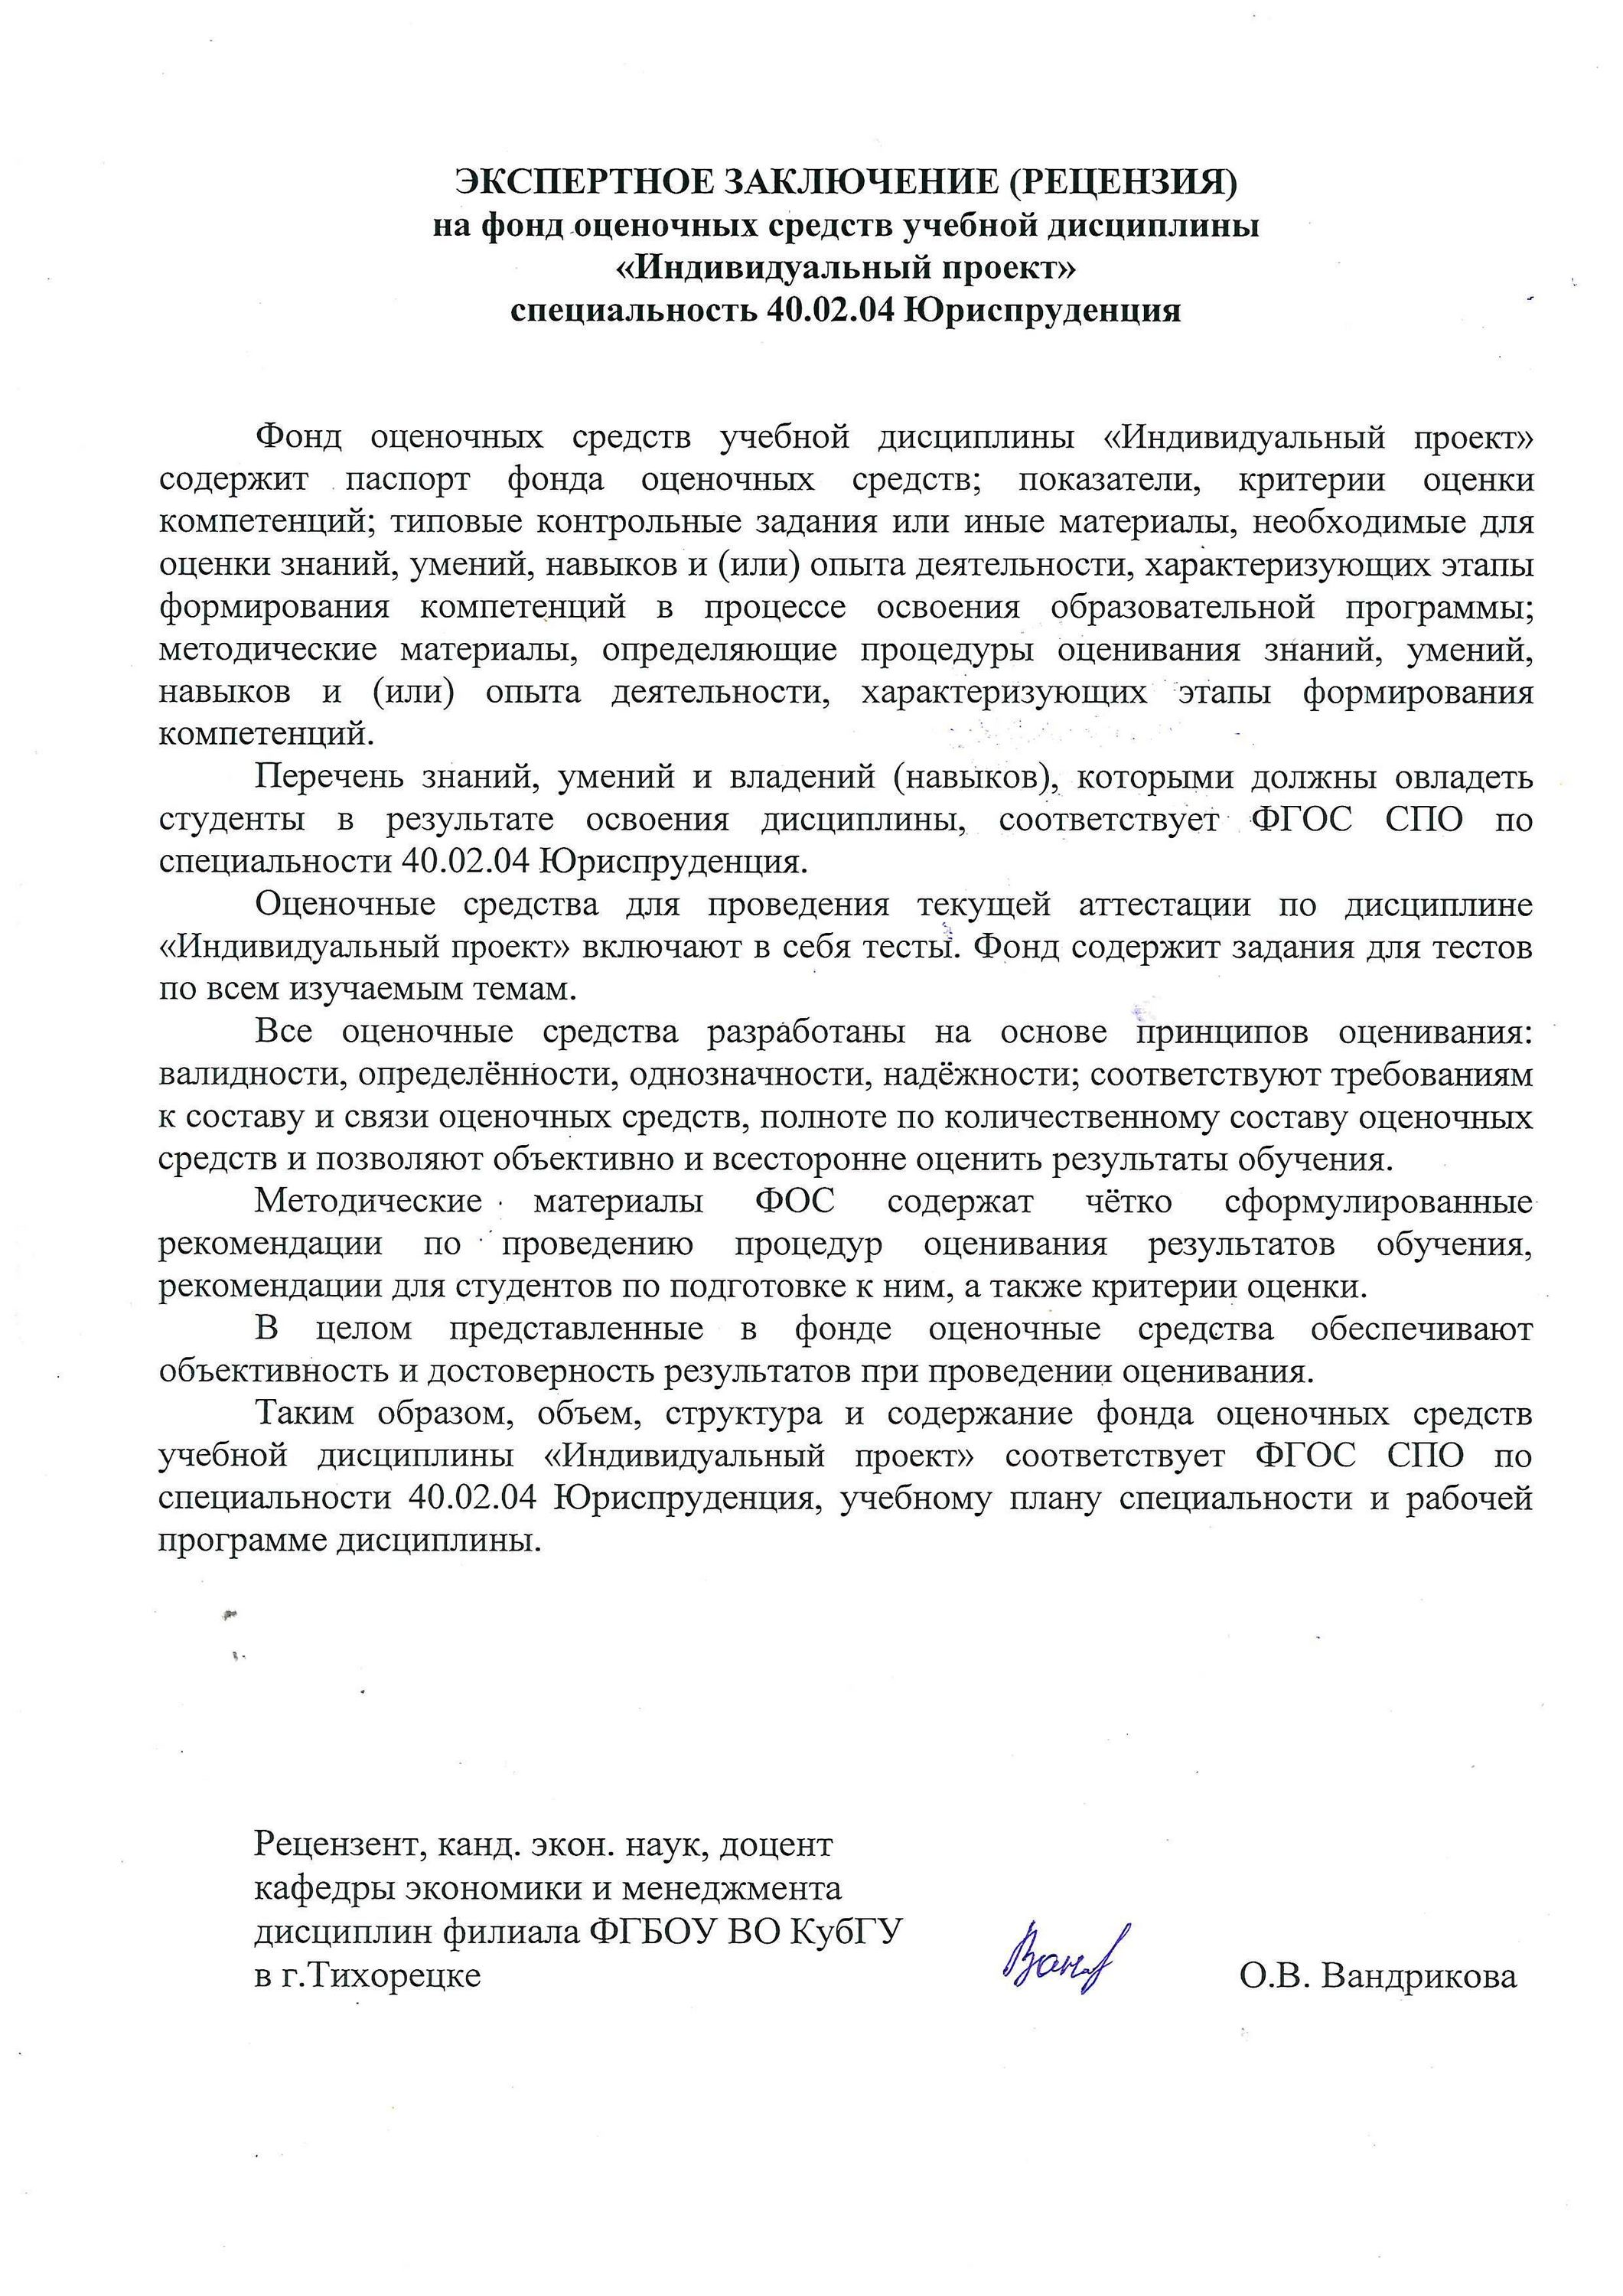 ЭКСПЕРТНОЕ ЗАКЛЮЧЕНИЕ (РЕЦЕНЗИЯ)
на фонд оценочных средств учебной дисциплины
«Индивидуальный проект»
специальность 40.02.04 Юриспруденция
Фонд оценочных средств учебной дисциплины «Индивидуальный проект»
содержит паспорт фонда оценочных средств; показатели, критерии оценки
компетенций; типовые контрольные задания или иные материалы, необходимые для
оценки знаний, умений, навыков и (или) опыта деятельности, характеризующих этапы
формирования компетенций в процессе освоения образовательной программы;
методические материалы, определяющие процедуры оценивания знаний, умений,
навыков и (или) опыта деятельности, характеризующих этапы формирования
компетенций.
Перечень знаний, умений и владений (навыков), которыми должны овладеть
студенты в результате освоения дисциплины, соответствует ФГОС СПО по
специальности 40.02.04 Юриспруденция.
Оценочные средства для проведения текущей аттестации по дисциплине
«Индивидуальный проект» включают в себя тесты. Фонд содержит задания для тестов
по всем изучаемым темам.
Все оценочные средства разработаны на основе принципов оценивания:
валидности, определённости, однозначности, надёжности; соответствуют требованиям
к составу и связи оценочных средств, полноте по количественному составу оценочных
средств и позволяют объективно и всесторонне оценить результаты обучения.
Методические материалы ФОС содержат чётко сформулированные
рекомендации по проведению процедур оценивания результатов обучения,
рекомендации для студентов по подготовке к ним, а также критерии оценки.
В целом представленные в фонде оценочные средства обеспечивают
объективность и достоверность результатов при проведении оценивания.
Таким образом, объем, структура и содержание фонда оценочных средств
учебной дисциплины «Индивидуальный проект» соответствует ФГОС СПО по
специальности 40.02.04 Юриспруденция, учебному плану специальности и рабочей
программе дисциплины.
Рецензент, канд. экон. наук, доцент
кафедры экономики и менеджмента
дисциплин филиала ФГБОУ ВО КубГУ
в г.Тихорецке О.В. Вандрикова